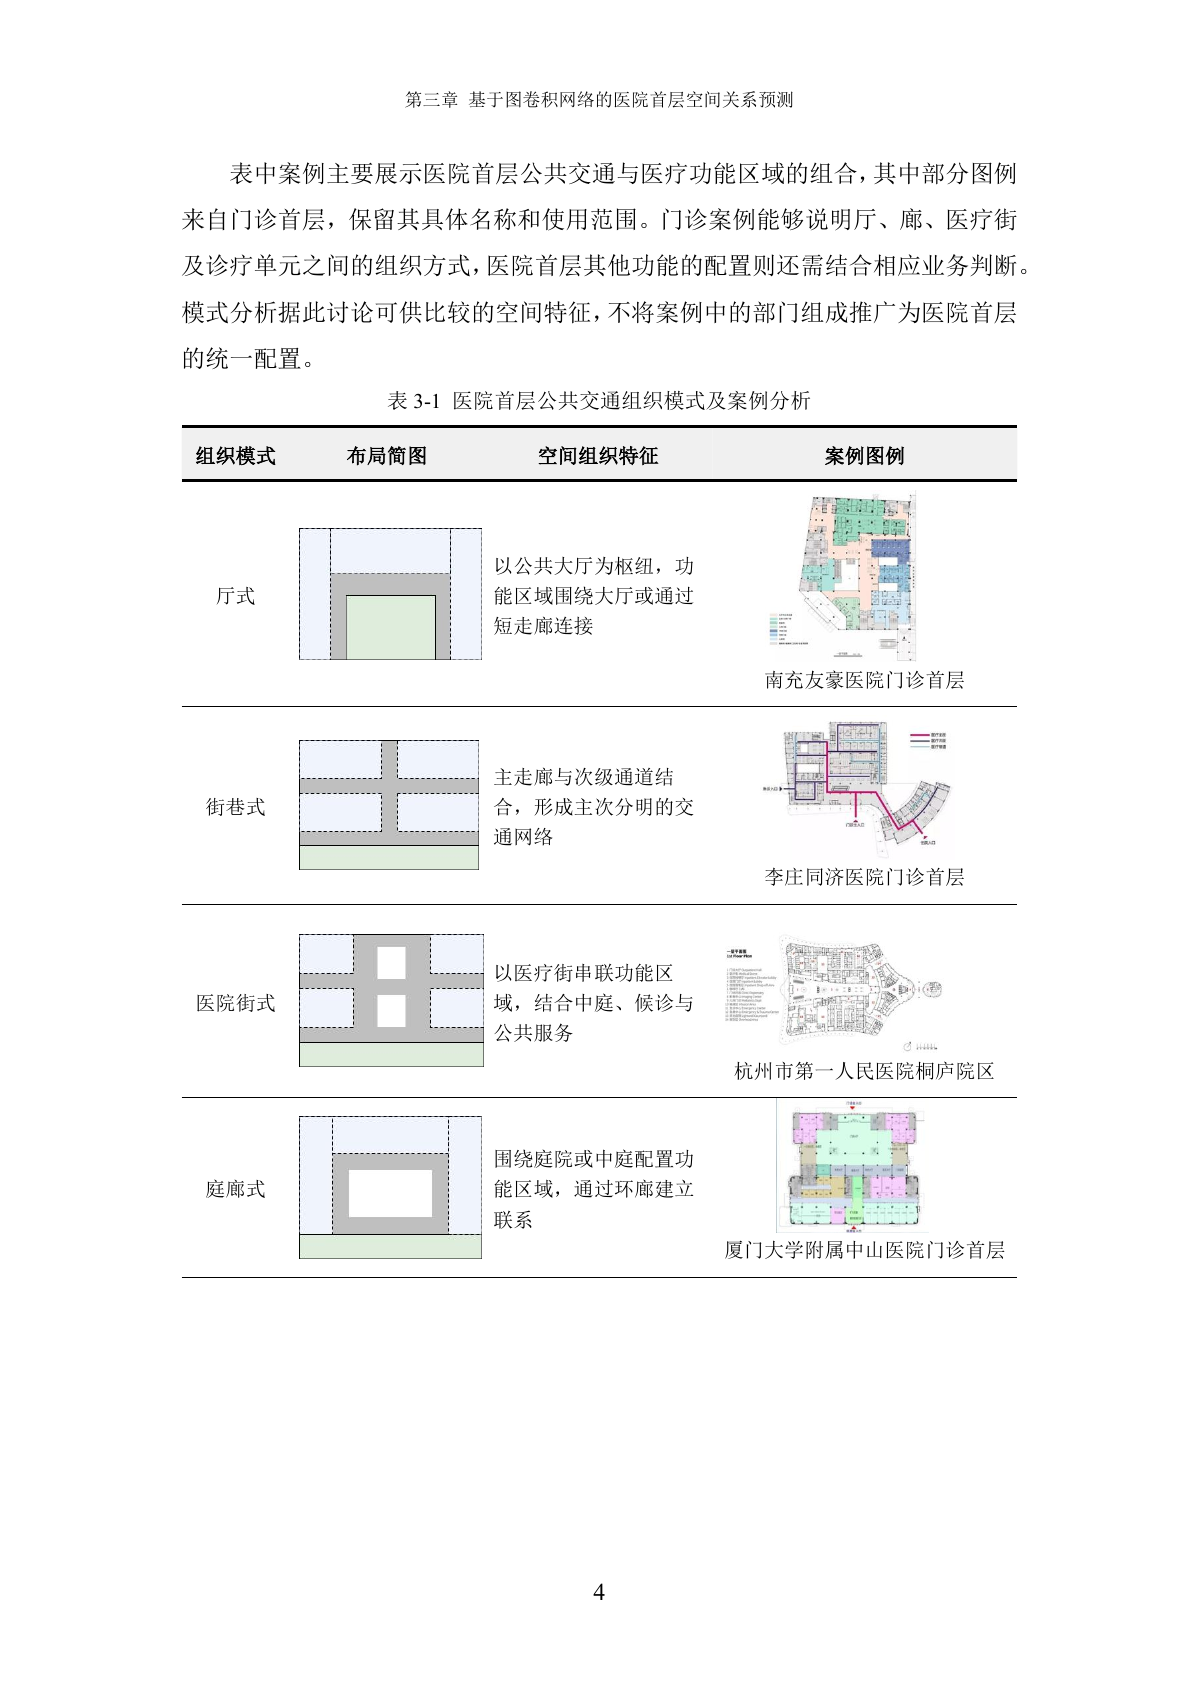 第三章 基于图卷积网络的医院首层空间关系预测
表中案例主要展示医院首层公共交通与医疗功能区域的组合，其中部分图例
来自门诊首层，保留其具体名称和使用范围。门诊案例能够说明厅、廊、医疗街
及诊疗单元之间的组织方式，医院首层其他功能的配置则还需结合相应业务判断。
模式分析据此讨论可供比较的空间特征，不将案例中的部门组成推广为医院首层
的统一配置。
表 3-1 医院首层公共交通组织模式及案例分析
组织模式 布局简图 空间组织特征 案例图例
厅式
以公共大厅为枢纽，功
能区域围绕大厅或通过
短走廊连接
南充友豪医院门诊首层
街巷式
主走廊与次级通道结
合，形成主次分明的交
通网络
李庄同济医院门诊首层
医院街式
以医疗街串联功能区
域，结合中庭、候诊与
公共服务
一层平面图
1st Floor Plan
杭州市第一人民医院桐庐院区
庭廊式
围绕庭院或中庭配置功
能区域，通过环廊建立
联系
厦门大学附属中山医院门诊首层
4